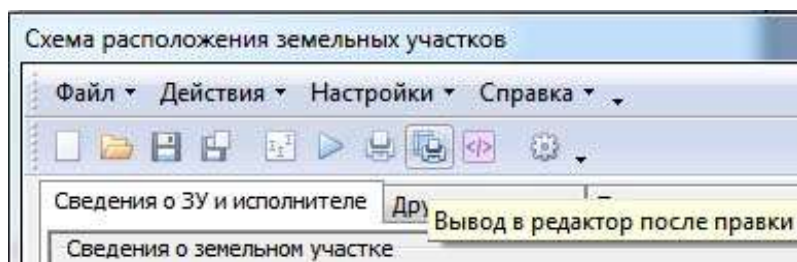 Схема расположения земельных участков
Файл Действия Настройки Справка
</>
Сведения о ЗУ и исполнителе
Вывод в редактор после правки
Сведения о земельном участке